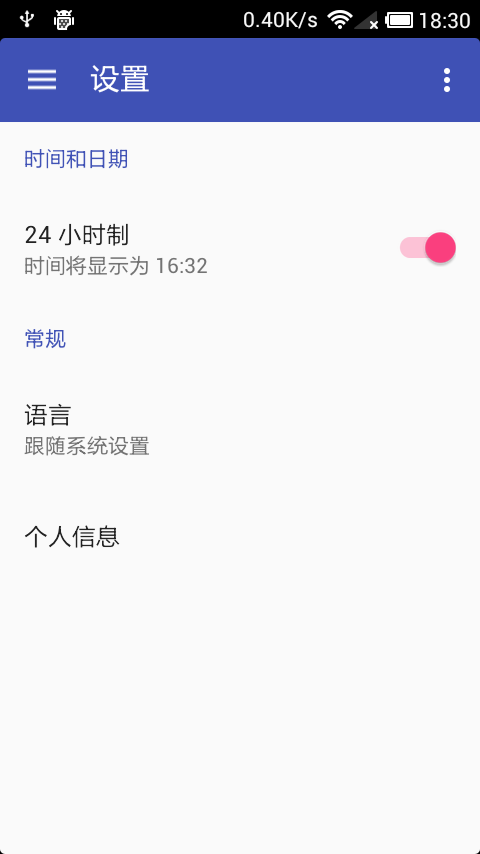 0.40K/s 18:30
设置
时间和日期
24 小时制
时间将显示为 16:32
常规
语言
跟随系统设置
个人信息